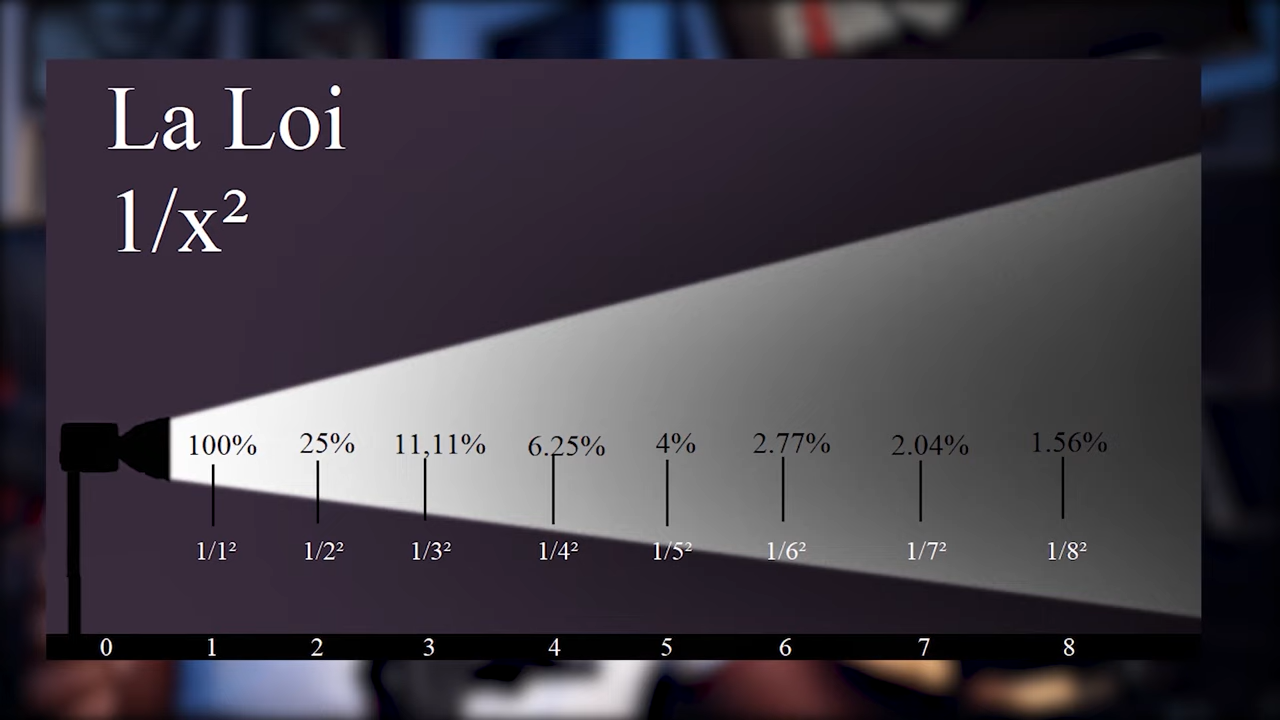 La Loi
1/x²
100% 25% 11,11% 6.25% 4% 2.77% 2.04% 1.56%
1/1² 1/2² 1/3² 1/4² 1/5² 1/6² 1/7² 1/8²
0 1 2 3 4 5 6 7 8